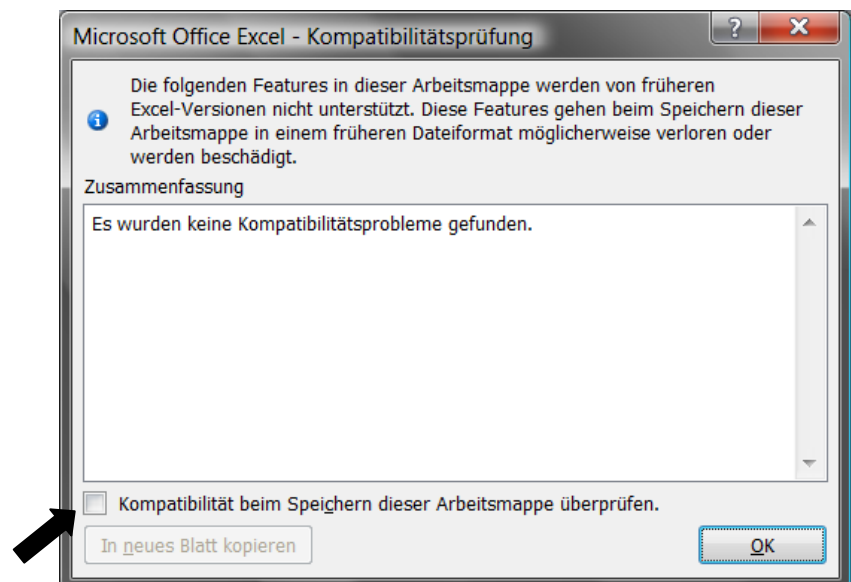 Microsoft Office Excel - Kompatibilitätsprüfung
?
Die folgenden Features in dieser Arbeitsmappe werden von früheren
Excel-Versionen nicht unterstützt. Diese Features gehen beim Speichern dieser
Arbeitsmappe in einem früheren Dateiformat möglicherweise verloren oder
werden beschädigt.
Zusammenfassung
Es wurden keine Kompatibilitätsprobleme gefunden.
Kompatibilität beim Speichern dieser Arbeitsmappe überprüfen.
In neues Blatt kopieren
OK